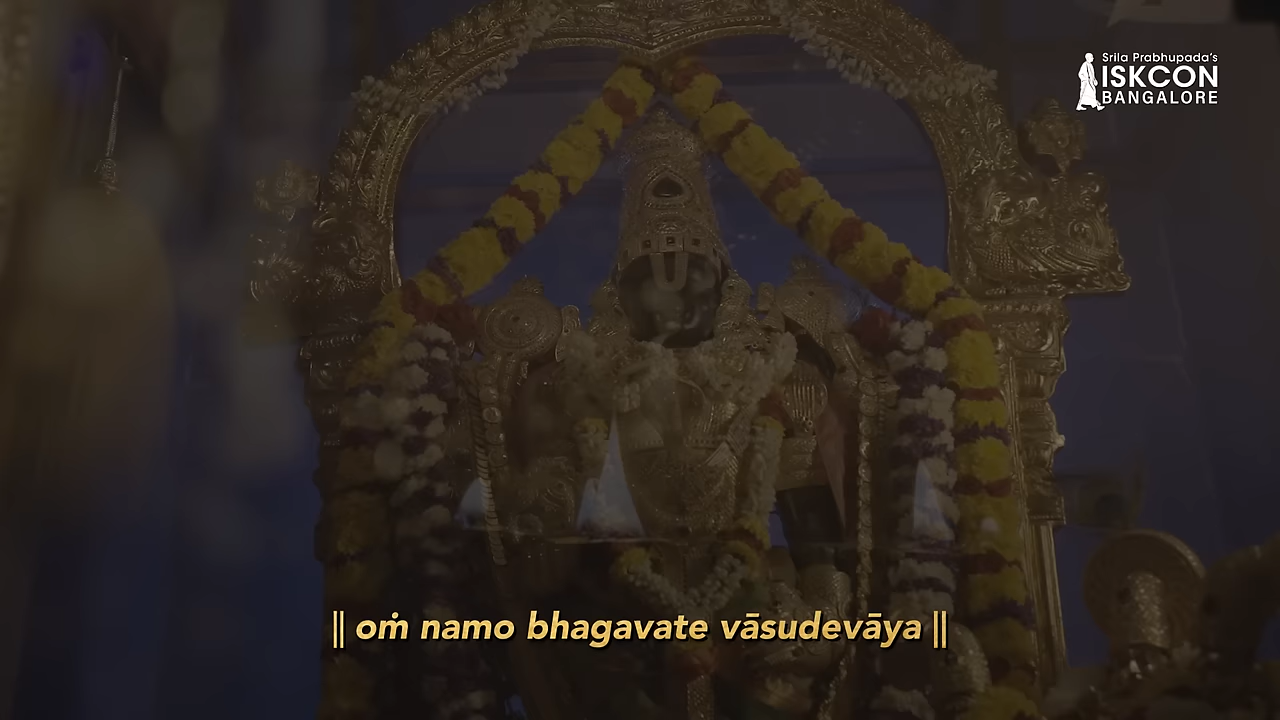 Srila Prabhupada's
ISKCON
BANGALORE
|| oṁ namo bhagavate vāsudevāya ||